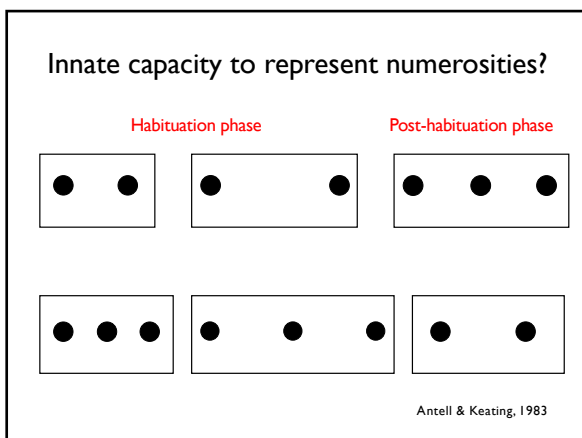 Innate capacity to represent numerosities?
Habituation phase Post-habituation phase
Antell & Keating, 1983